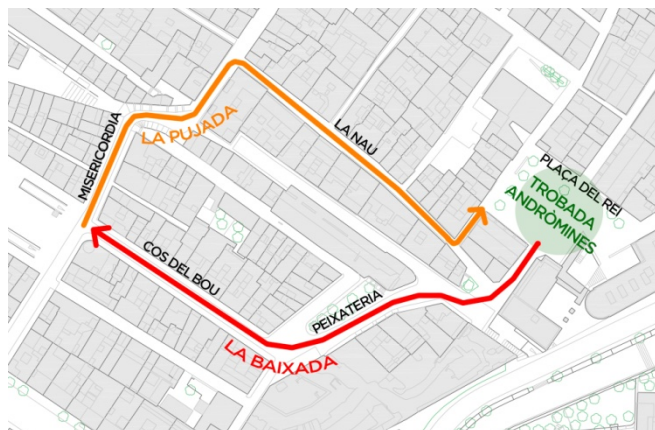 MISERICORDIA
LA PUJADA
LA NAU
PLAÇA DEL REI
TROBADA
ANDRÒMINES
COS DEL BOU
PEIXATERIA
LA BAIXADA